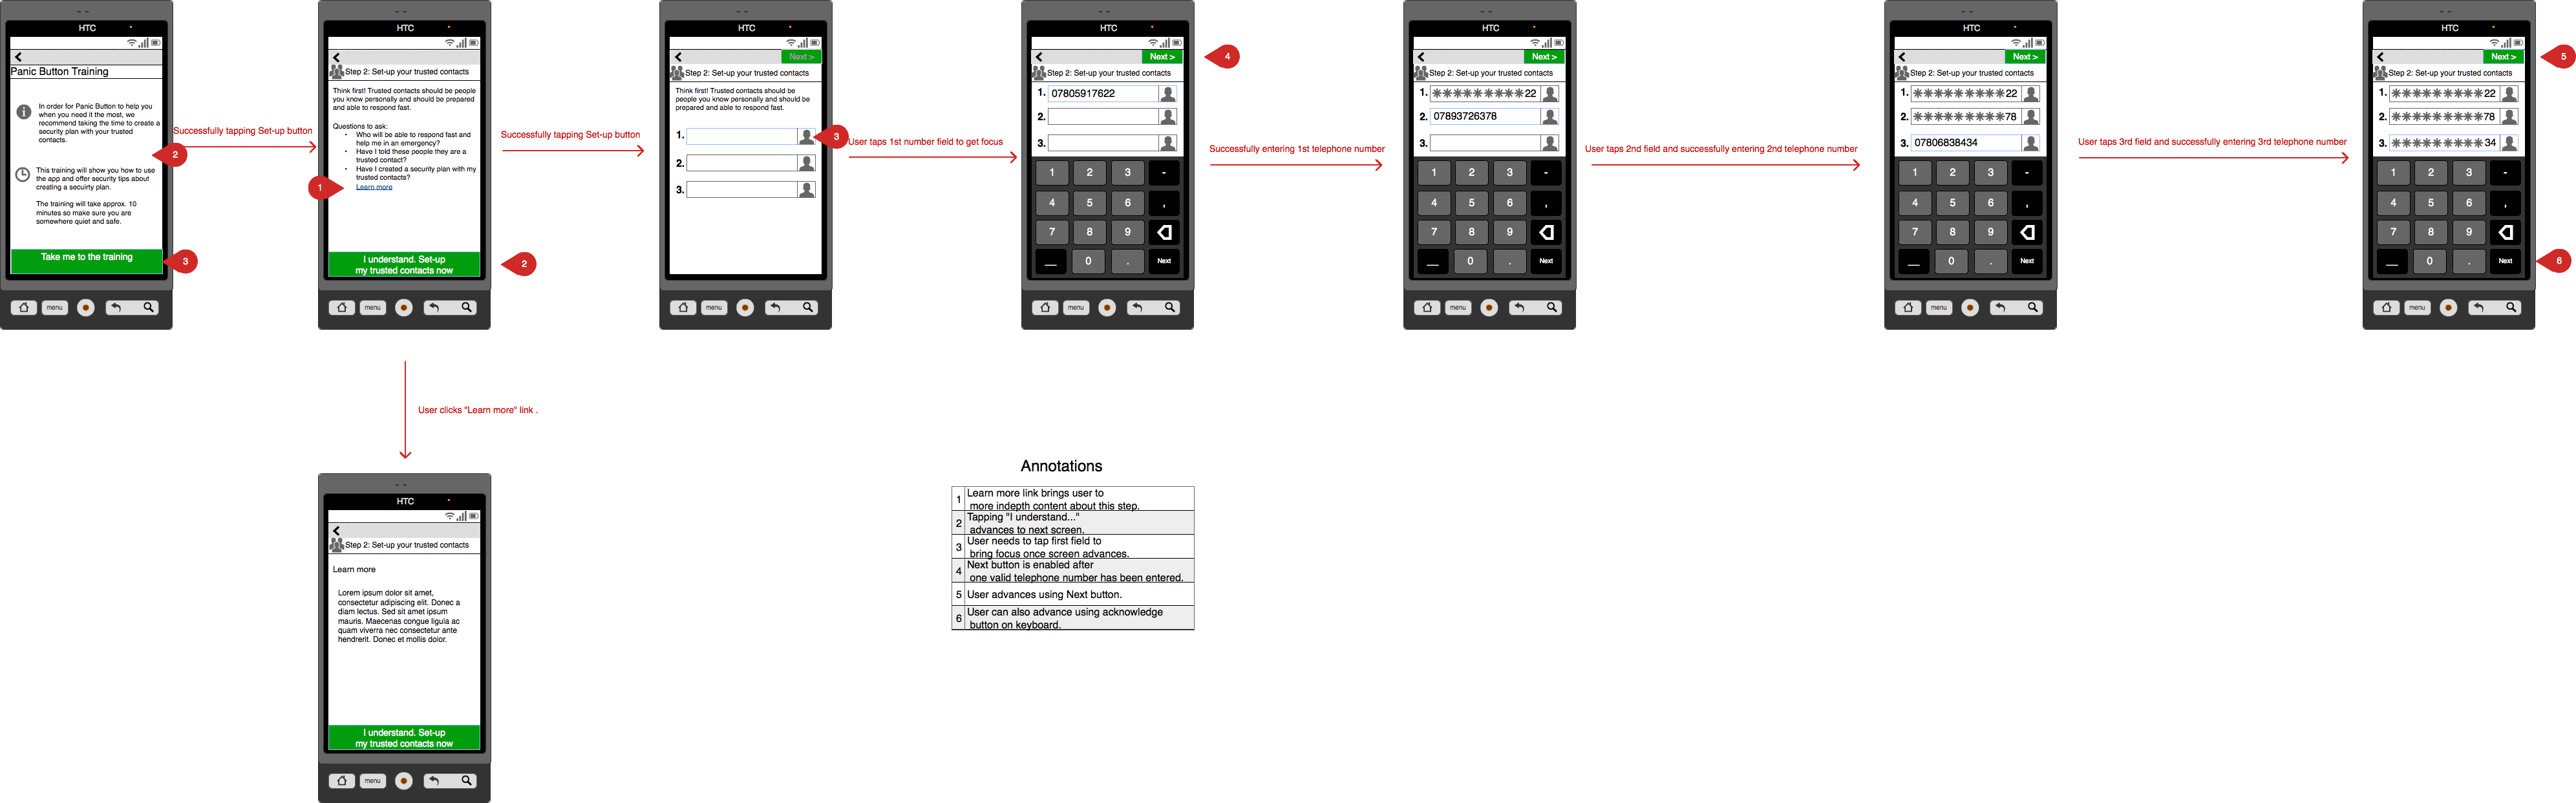 HTC
Panic Button Training
In order for Panic Button to help you
when you need it the most, we
recommend taking the time to create a
security plan with your trusted
contacts.
2
This training will show you how to use
the app and offer security tips about
creating a secuirty plan.
The training will take approx. 10
minutes so make sure you are
somewhere quiet and safe.
Take me to the training
3
menu
Successfully tapping Set-up button
HTC
Step 2: Set-up your trusted contacts
Think first! Trusted contacts should be people
you know personally and should be prepared
and able to respond fast.
Questions to ask:
• Who will be able to respond fast and
help me in an emergency?
• Have I told these people they are a
trusted contact?
• Have I created a security plan with my
trusted contacts?
1
Learn more
I understand. Set-up
my trusted contacts now
2
menu
Successfully tapping Set-up button
HTC
Next >
Step 2: Set-up your trusted contacts
Think first! Trusted contacts should be
people you know personally and should be
prepared and able to respond fast.
1.
3
2.
3.
menu
User taps 1st number field to get focus
HTC
Next >
4
Step 2: Set-up your trusted contacts
1. 07805917622
2.
3.
1 2 3 -
4 5 6 ,
7 8 9
_ 0 . Next
menu
Successfully entering 1st telephone number
HTC
Next >
Step 2: Set-up your trusted contacts
1. *********22
2. 07893726378
3.
1 2 3 -
4 5 6 ,
7 8 9
_ 0 . Next
menu
User taps 2nd field and successfully entering 2nd telephone number
HTC
Next >
Step 2: Set-up your trusted contacts
1. *********22
2. *********78
3. 07806838434
1 2 3 -
4 5 6 ,
7 8 9
_ 0 . Next
menu
User taps 3rd field and successfully entering 3rd telephone number
HTC
Next >
5
Step 2: Set-up your trusted contacts
1. *********22
2. *********78
3. *********34
1 2 3 -
4 5 6 ,
7 8 9
_ 0 . Next
6
menu
User clicks "Learn more" link .
HTC
Step 2: Set-up your trusted contacts
Learn more
Lorem ipsum dolor sit amet,
consectetur adipiscing elit. Donec a
diam lectus. Sed sit amet ipsum
mauris. Maecenas congue ligula ac
quam viverra nec consectetur ante
hendrerit. Donec et mollis dolor.
I understand. Set-up
my trusted contacts now
menu
Annotations
1 Learn more link brings user to
more indepth content about this step.
2 Tapping "I understand..."
advances to next screen.
3 User needs to tap first field to
bring focus once screen advances.
4 Next button is enabled after
one valid telephone number has been entered.
5 User advances using Next button.
6 User can also advance using acknowledge
button on keyboard.